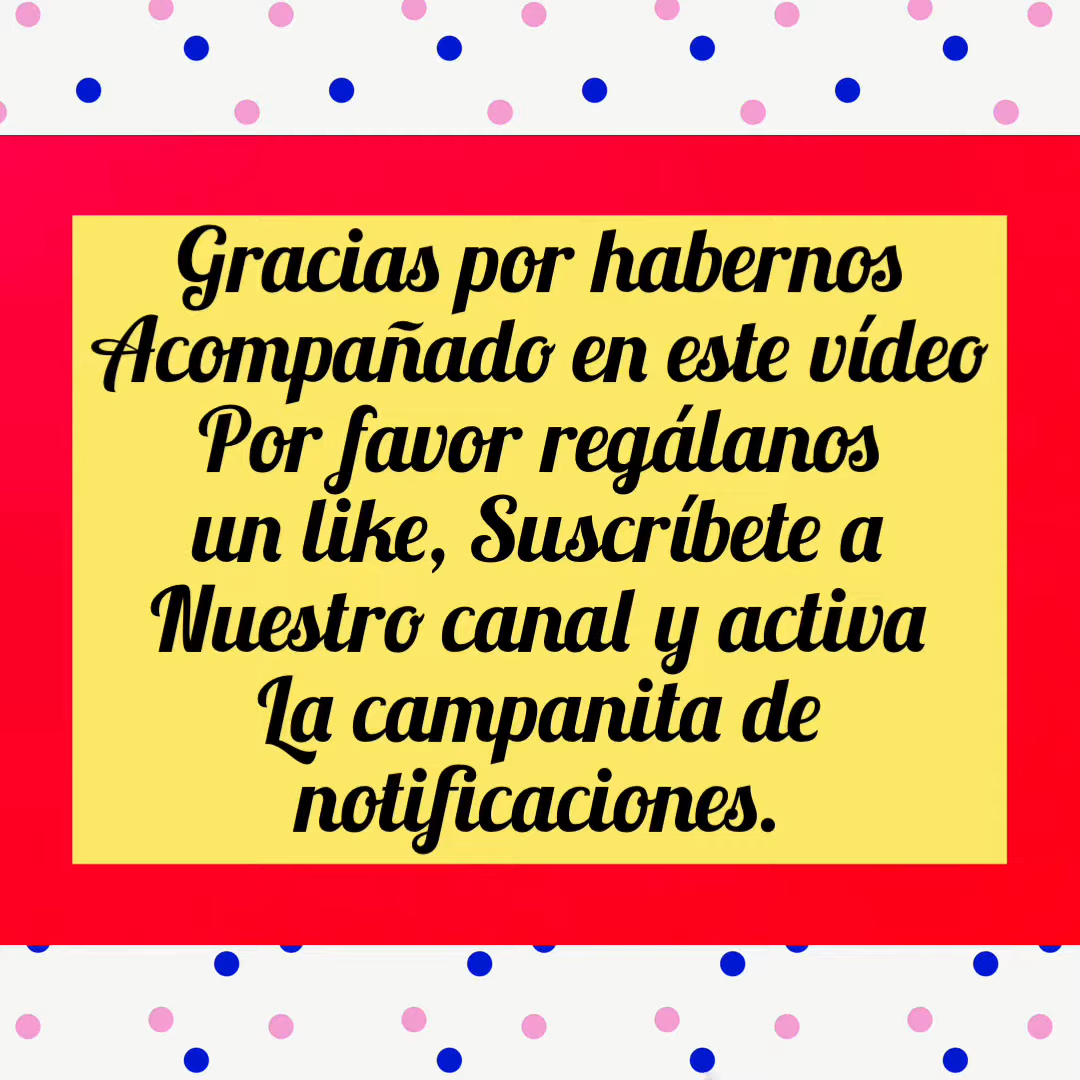 Gracias por habernos
Acompañado en este vídeo
Por favor regálanos
un like, Suscríbete a
Nuestro canal y activa
La campanita de
notificaciones.